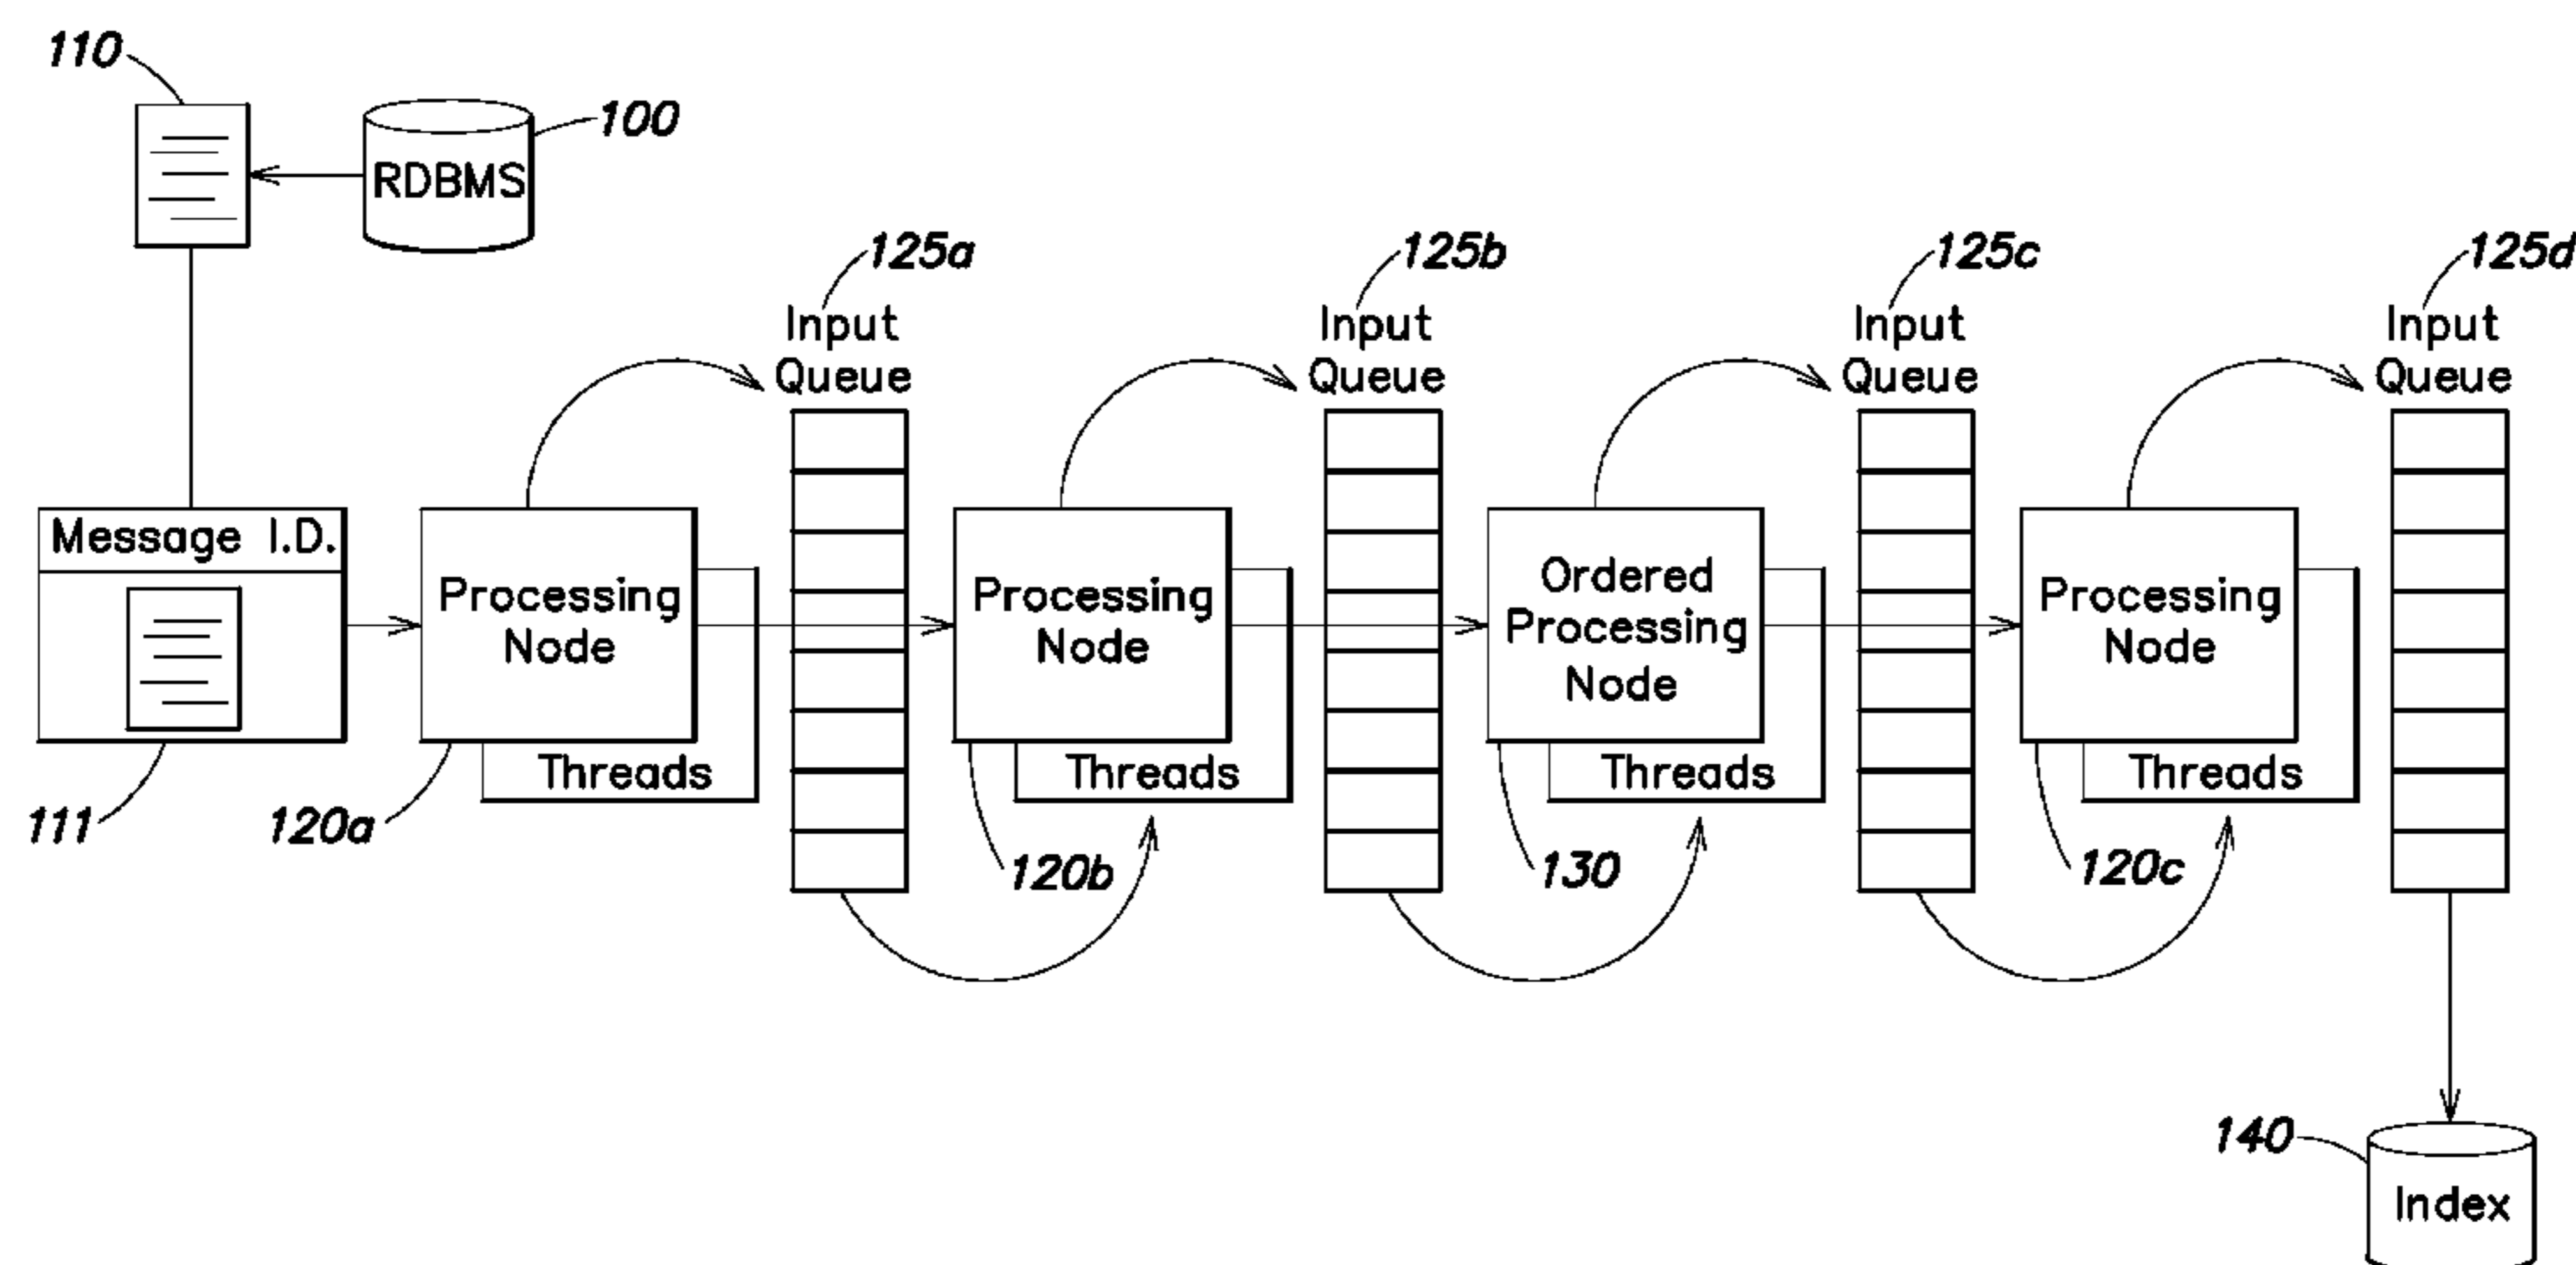 110
100
RDBMS
125a
125b
125c
125d
Input
Queue
Input
Queue
Input
Queue
Input
Queue
Message I.D.
Processing
Node
Processing
Node
Ordered
Processing
Node
Processing
Node
Threads
Threads
Threads
Threads
111
120a
120b
130
120c
140
Index